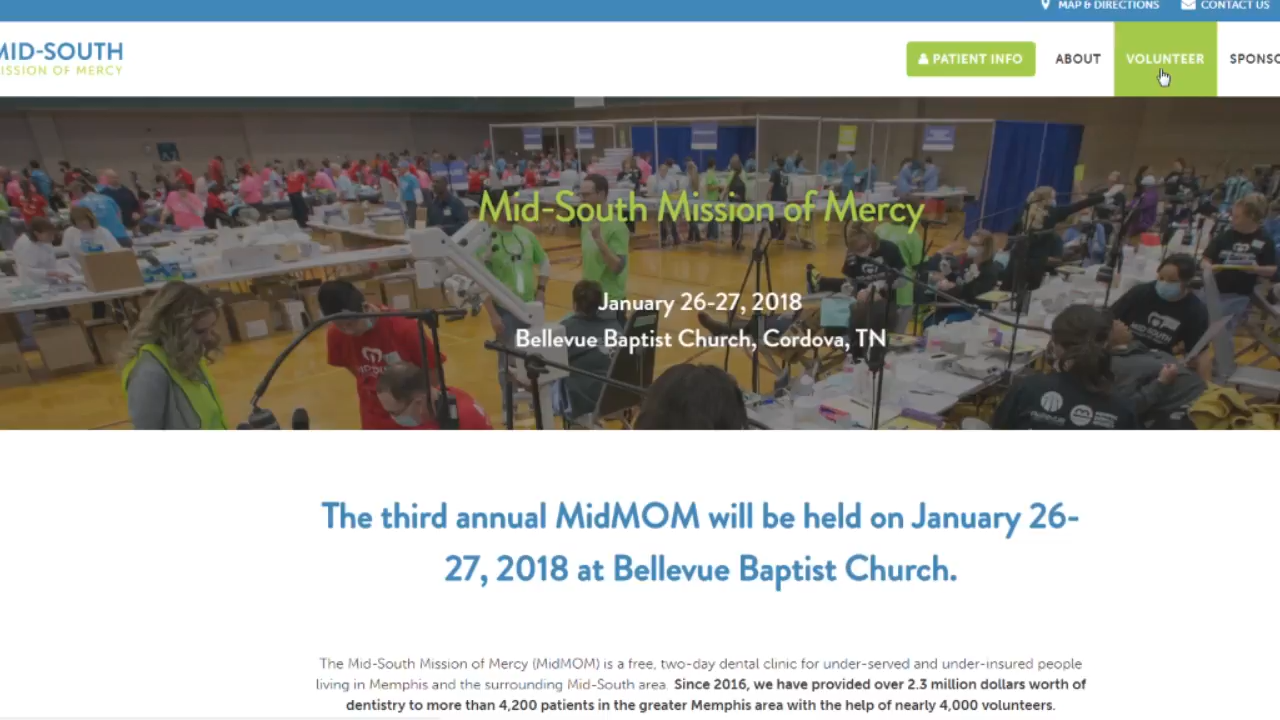 MAP & DIRECTIONS
CONTACT US
MID-SOUTH
MISSION OF MERCY
PATIENT INFO
ABOUT
VOLUNTEER
SPONSO
Mid-South Mission of Mercy
January 26-27, 2018
Bellevue Baptist Church, Cordova, TN
The third annual MidMOM will be held on January 26-
27, 2018 at Bellevue Baptist Church.
The Mid-South Mission of Mercy (MidMOM) is a free, two-day dental clinic for under-served and under-insured people
living in Memphis and the surrounding Mid-South area. Since 2016, we have provided over 2.3 million dollars worth of
dentistry to more than 4,200 patients in the greater Memphis area with the help of nearly 4,000 volunteers.